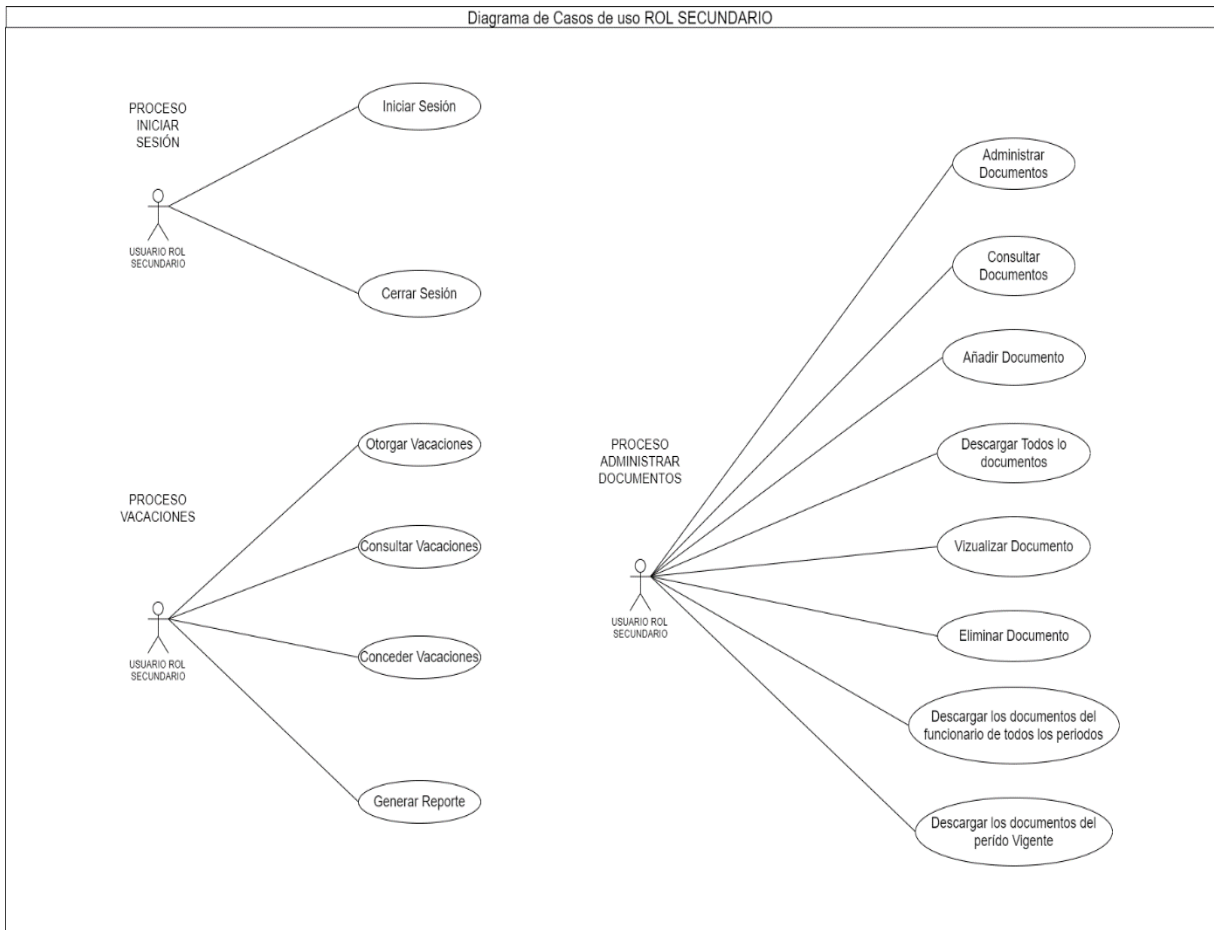 Diagrama de Casos de uso ROL SECUNDARIO
PROCESO
INICIAR
SESIÓN
USUARIO ROL
SECUNDARIO
Iniciar Sesión
Cerrar Sesión
PROCESO
VACACIONES
USUARIO ROL
SECUNDARIO
Otorgar Vacaciones
Consultar Vacaciones
Conceder Vacaciones
Generar Reporte
PROCESO
ADMINISTRAR
DOCUMENTOS
USUARIO ROL
SECUNDARIO
Administrar
Documentos
Consultar
Documentos
Añadir Documento
Descargar Todos lo
documentos
Vizualizar Documento
Eliminar Documento
Descargar los documentos del
funcionario de todos los periodos
Descargar los documentos del
perído Vigente